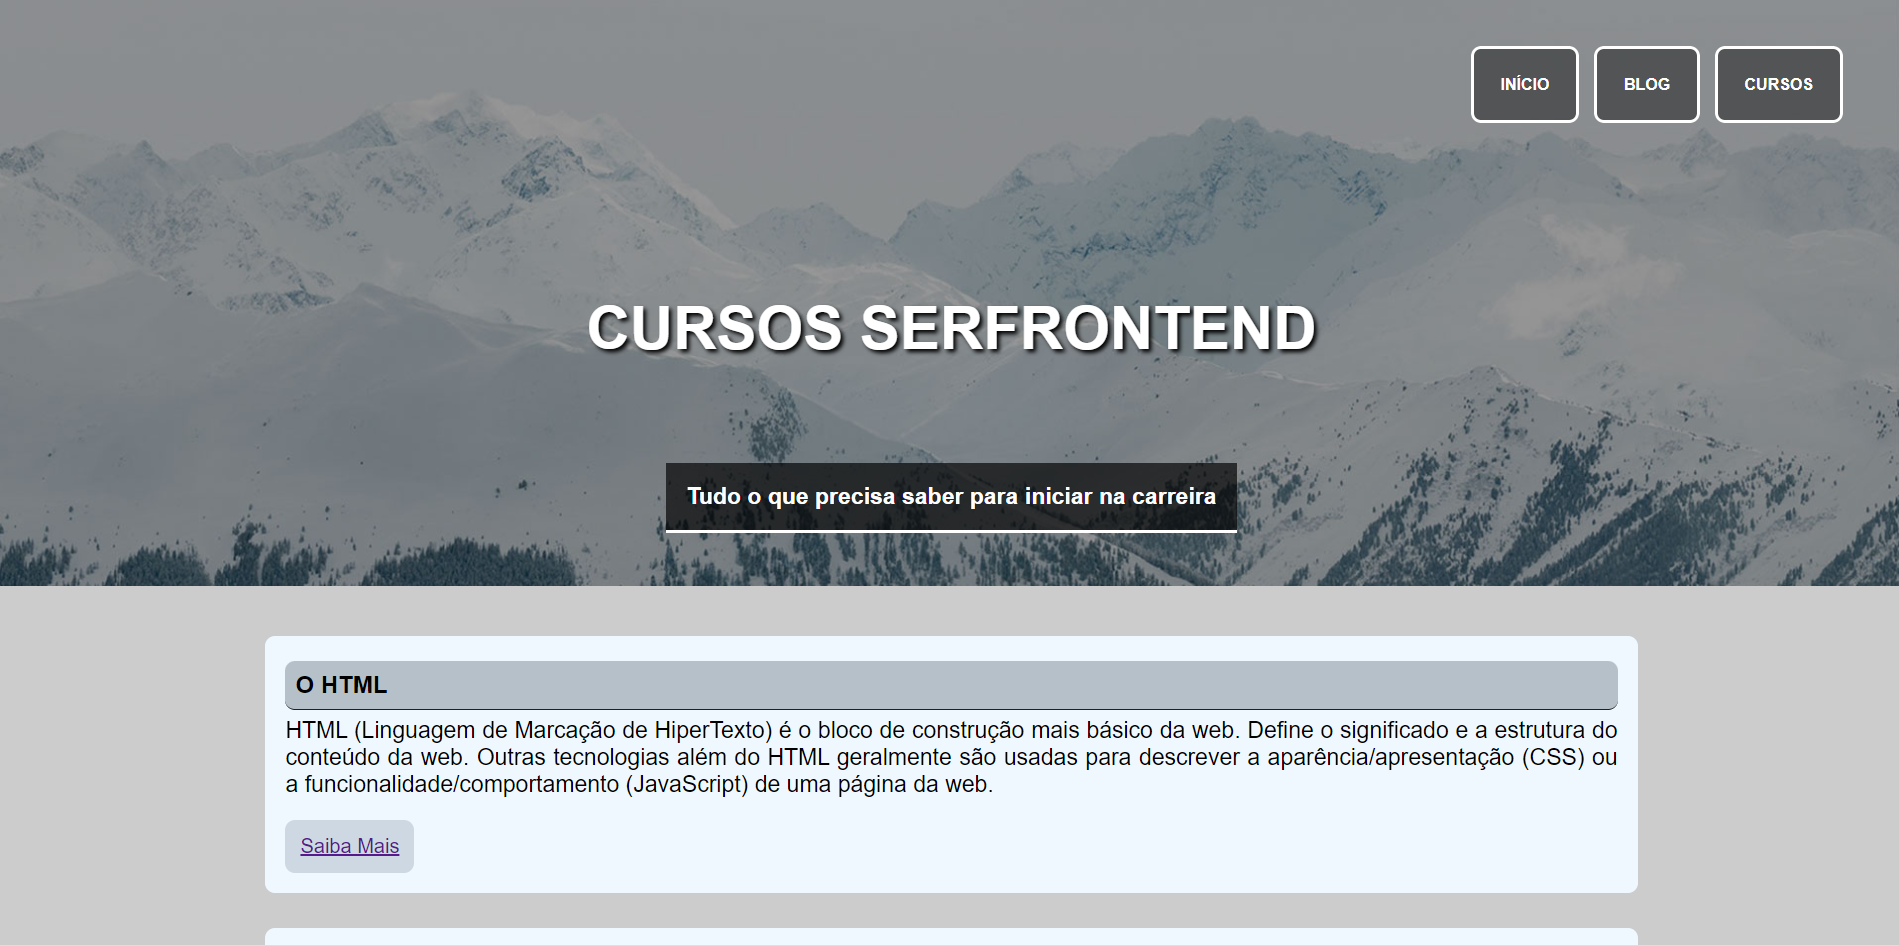 INÍCIO BLOG CURSOS
CURSOS SERFRONTEND
Tudo o que precisa saber para iniciar na carreira
O HTML
HTML (Linguagem de Marcação de HiperTexto) é o bloco de construção mais básico da web. Define o significado e a estrutura do
conteúdo da web. Outras tecnologias além do HTML geralmente são usadas para descrever a aparência/apresentação (CSS) ou
a funcionalidade/comportamento (JavaScript) de uma página da web.
Saiba Mais